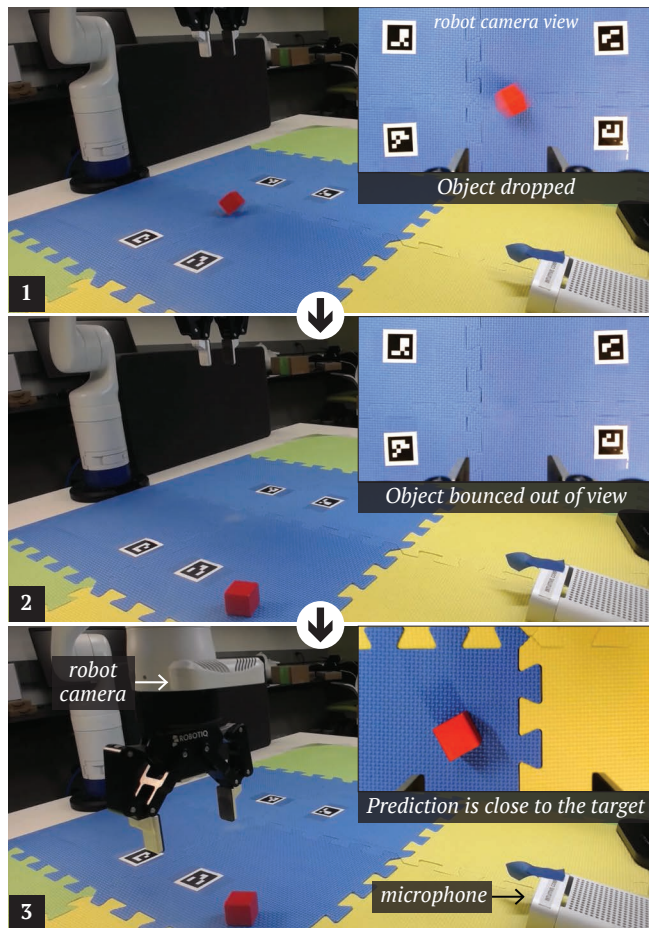 robot camera view
Object dropped
1
Object bounced out of view
2
robot
camera
ROBOTIQ
Prediction is close to the target
microphone
3